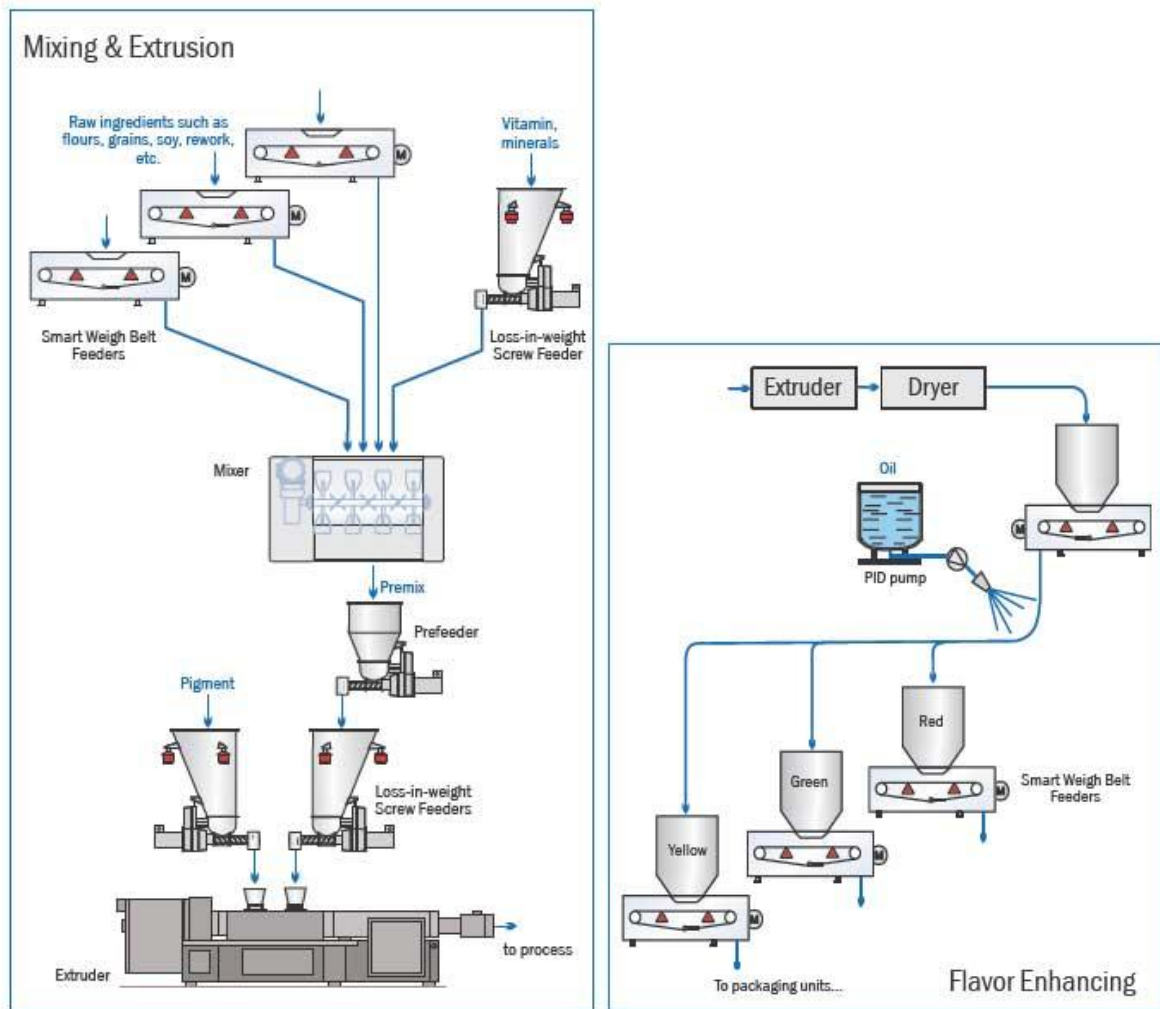 Mixing & Extrusion
Raw ingredients such as
flours, grains, soy, rework,
etc.
Vitamin,
minerals
M
M
M
Smart Weigh Belt
Feeders
Loss-in-weight
Screw Feeder
Mixer
Premix
Prefeeder
Pigment
Loss-in-weight
Screw Feeders
to process
Extruder
Extruder
Dryer
Oil
M
PID pump
Red
Green
Smart Weigh Belt
Feeders
M
Yellow
M
M
To packaging units...
Flavor Enhancing